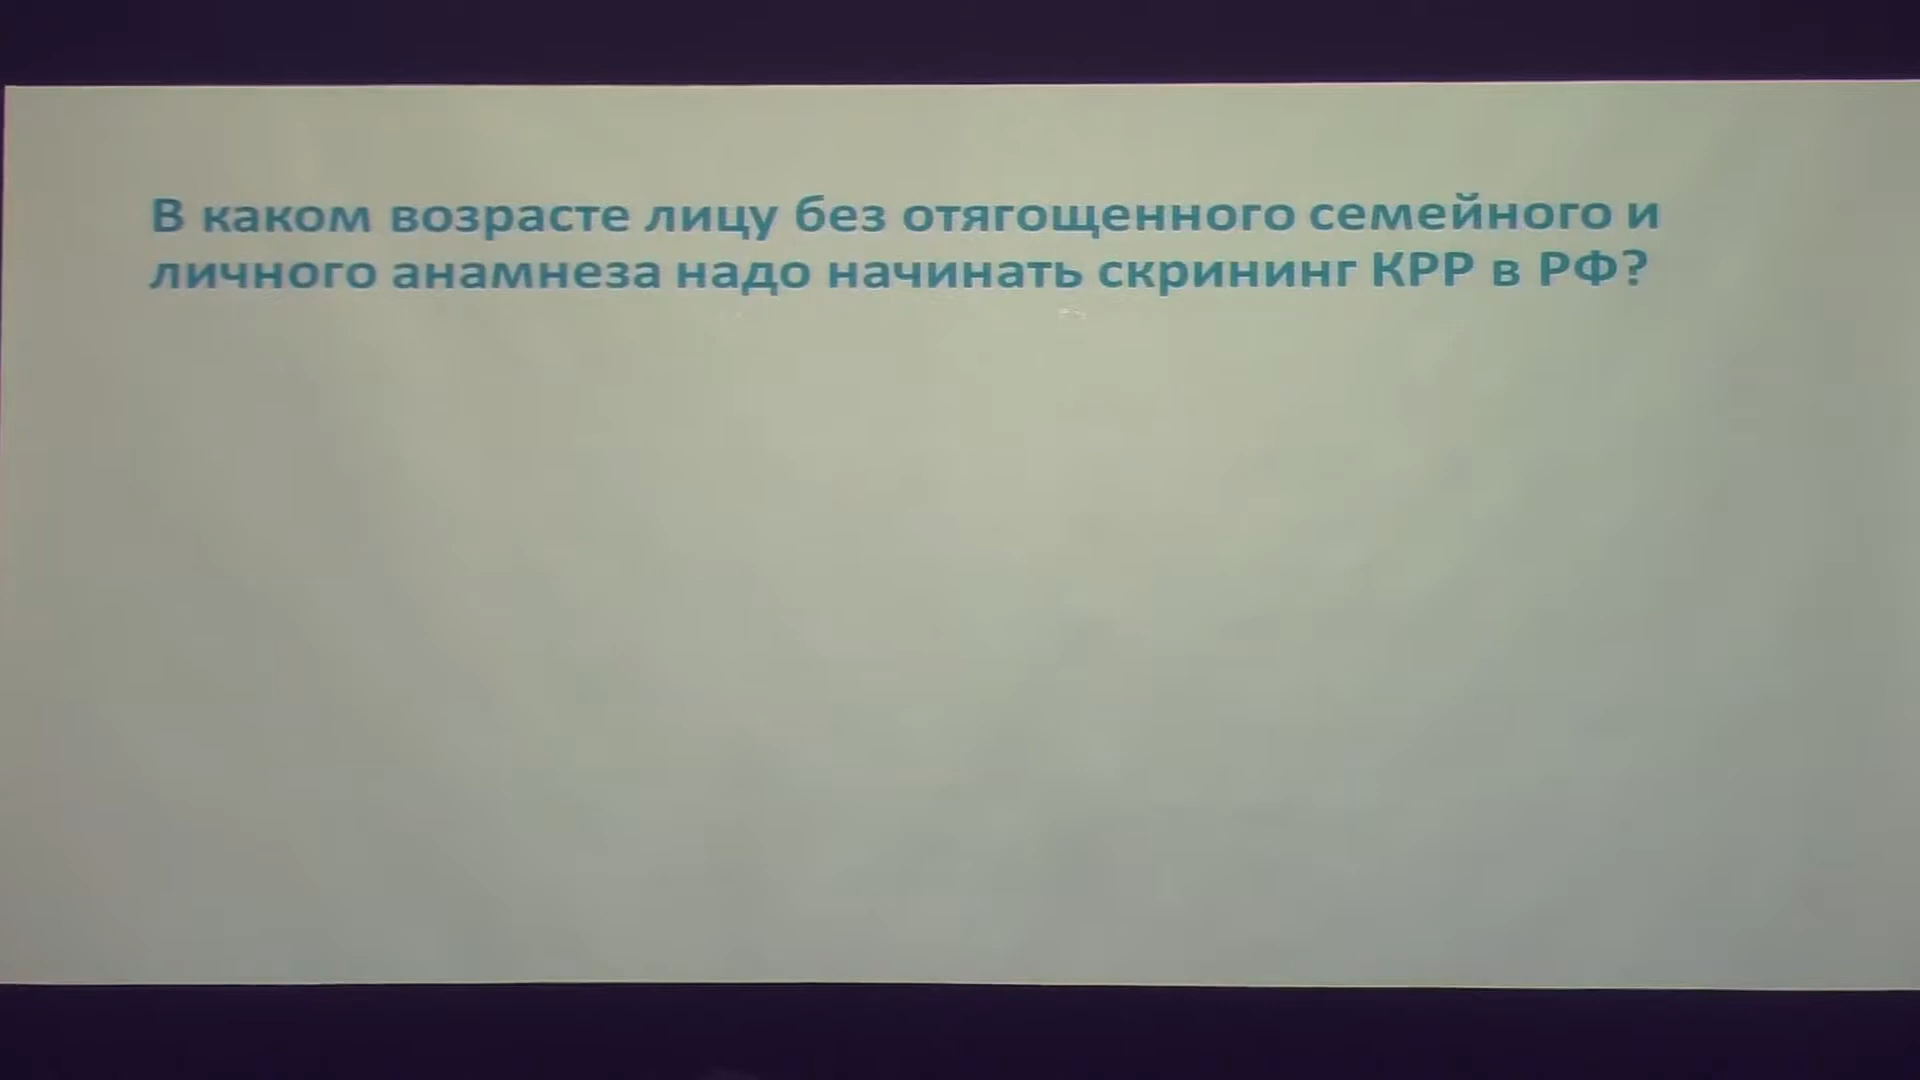 В каком возрасте лицу без отягощенного семейного и
личного анамнеза надо начинать скрининг КРР в РФ?